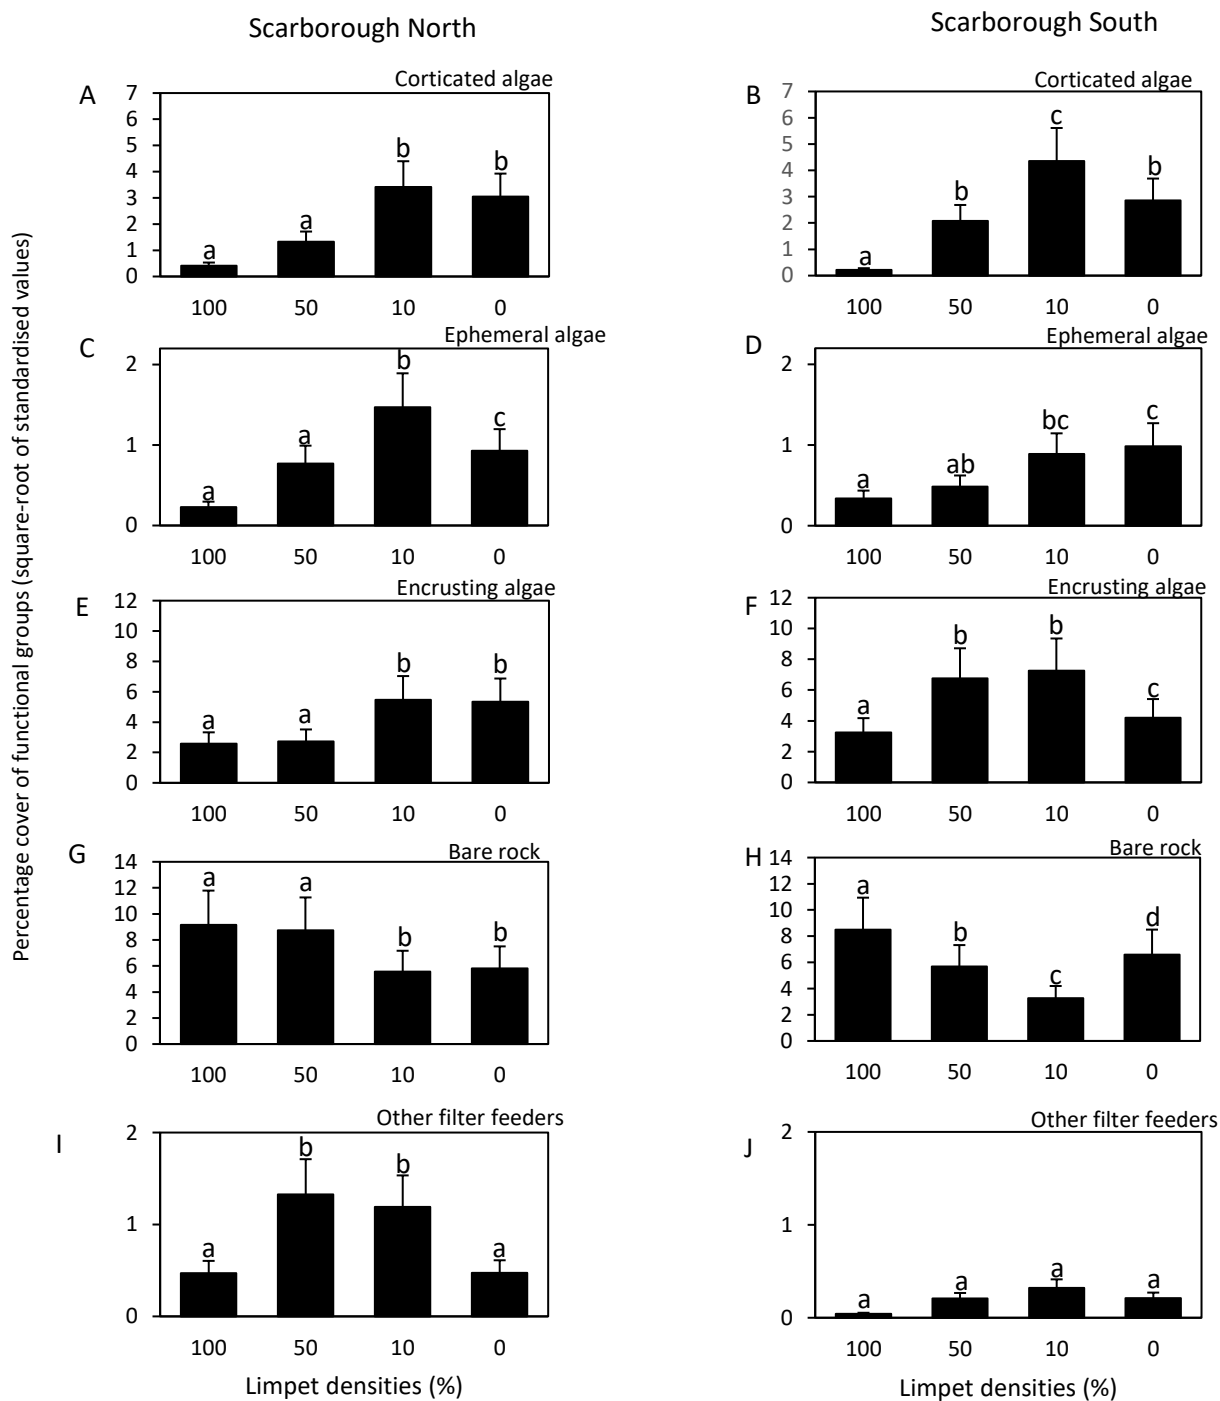 Scarborough North
Scarborough South
Percentage cover of functional groups (square-root of standardised values)
A
Corticated algae
7
6
5
4
3
2
1
0
a
a
b
b
100 50 10 0
B
Corticated algae
7
6
5
4
3
2
1
0
a
b
c
b
100 50 10 0
C
Ephemeral algae
2
1
0
a
a
b
c
100 50 10 0
D
Ephemeral algae
2
1
0
a
ab
bc
c
100 50 10 0
E
Encrusting algae
12
10
8
6
4
2
0
a
a
b
b
100 50 10 0
F
Encrusting algae
12
10
8
6
4
2
0
a
b
b
c
100 50 10 0
G
Bare rock
14
12
10
8
6
4
2
0
a
a
b
b
100 50 10 0
H
Bare rock
14
12
10
8
6
4
2
0
a
b
c
d
100 50 10 0
I
Other filter feeders
2
1
0
a
b
b
a
100 50 10 0
Limpet densities (%)
J
Other filter feeders
2
1
0
a
a
a
a
100 50 10 0
Limpet densities (%)